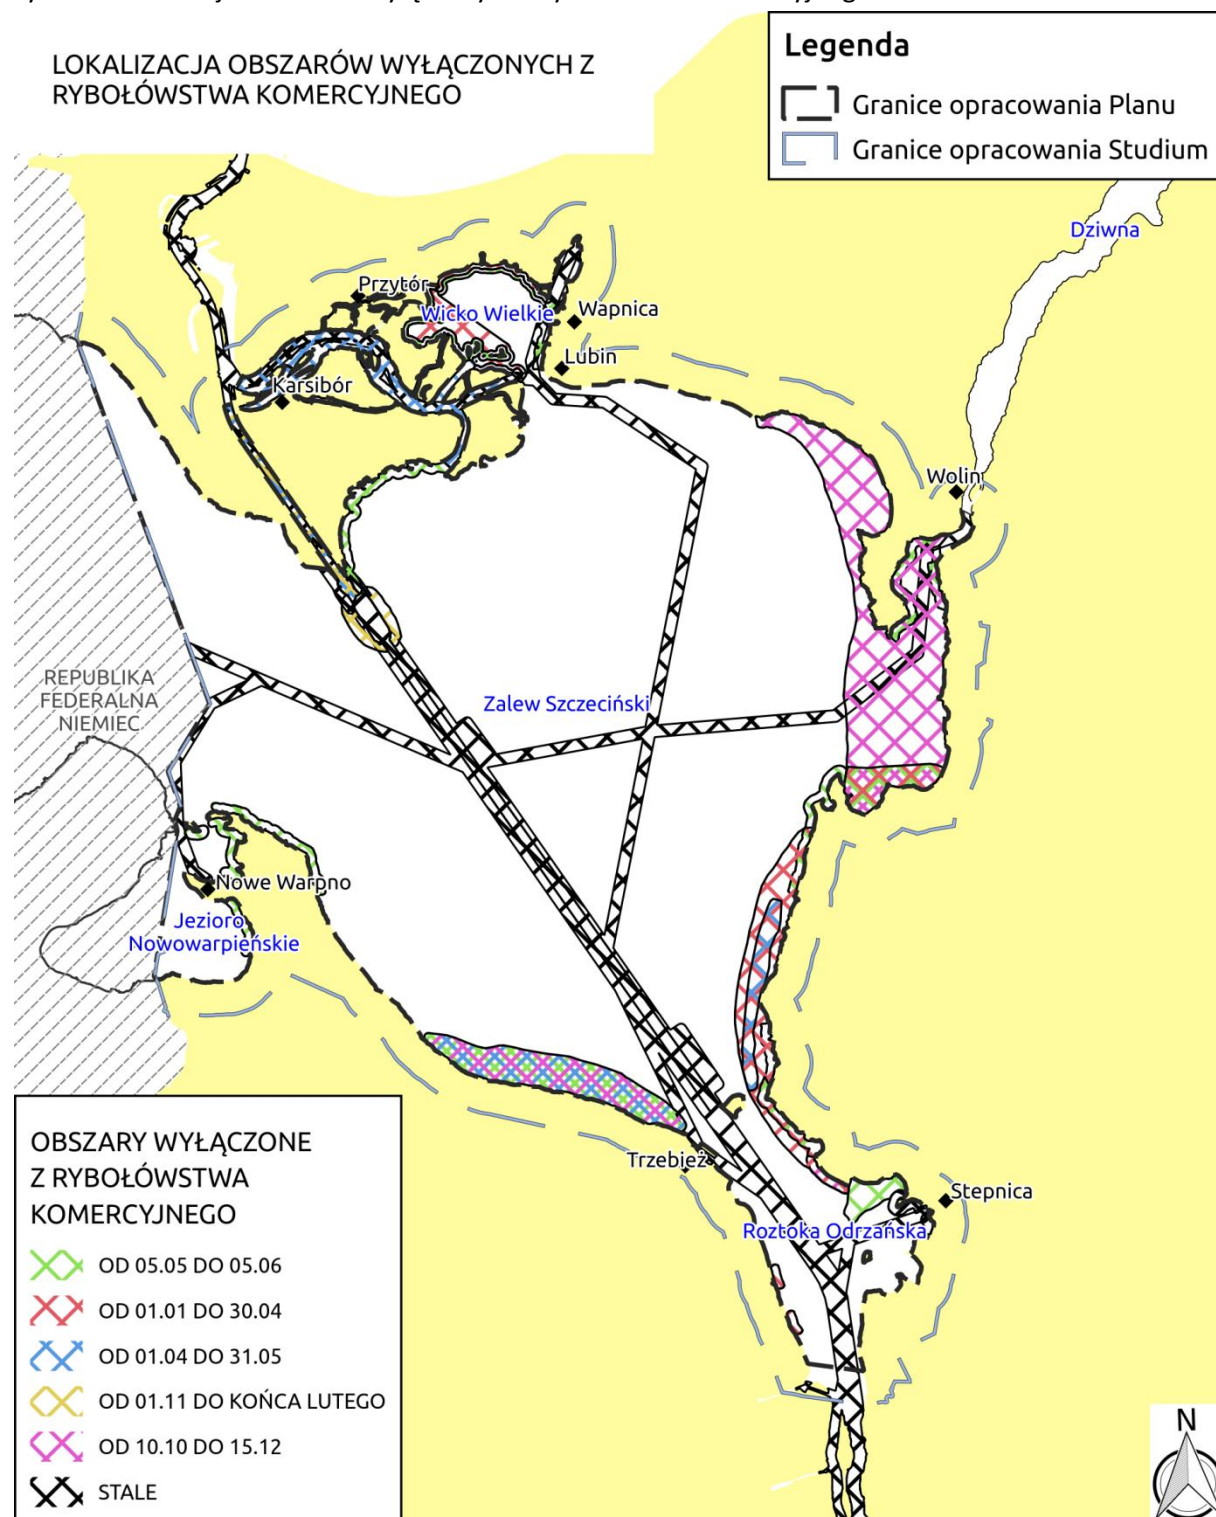 LOKALIZACJA OBSZARÓW WYŁĄCZONYCH Z
RYBOŁÓWSTWA KOMERCYJNEGO
Legenda
Granice opracowania Planu
Granice opracowania Studium
Dziwna
Przytór
Wicko Wielkie
Wapnica
Lubin
Karsibór
Wolin
REPUBLIKA
FEDERALNA
NIEMIEC
Zalew Szczeciński
Nowe Warpno
Jezioro
Nowowarpieńskie
Trzebież
Stepnica
Roztoka Odrzańska
OBSZARY WYŁĄCZONE
Z RYBOŁÓWSTWA
KOMERCYJNEGO
OD 05.05 DO 05.06
OD 01.01 DO 30.04
OD 01.04 DO 31.05
OD 01.11 DO KOŃCA LUTEGO
OD 10.10 DO 15.12
STALE
N